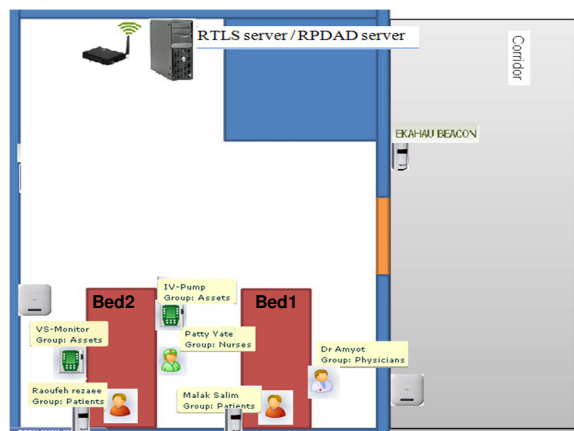 RTLS server / RPDAD server
Corridor
EKAHAU BEACON
IV-Pump
Group: Assets
Bed2
Bed1
VS-Monitor
Group: Assets
Patty Yate
Group: Nurses
Dr Amyot
Group: Physicians
Raoufeh rezaee
Group: Patients
Malak Salim
Group: Patients